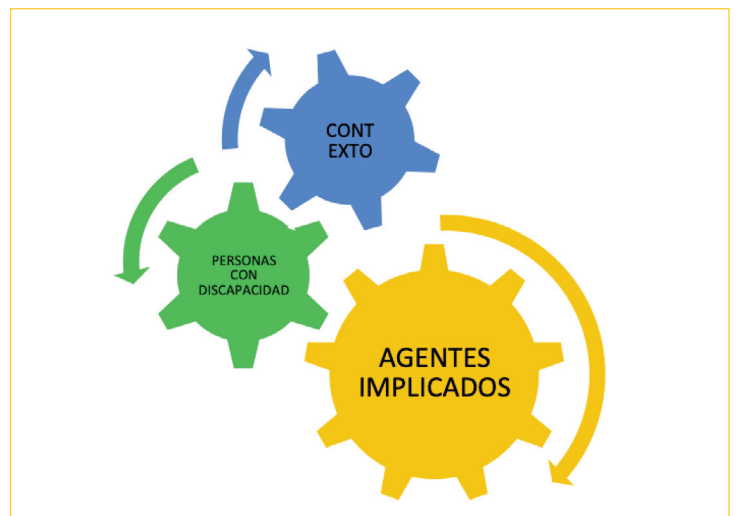 CONT
EXTO
PERSONAS
CON
DISCAPACIDAD
AGENTES
IMPLICADOS